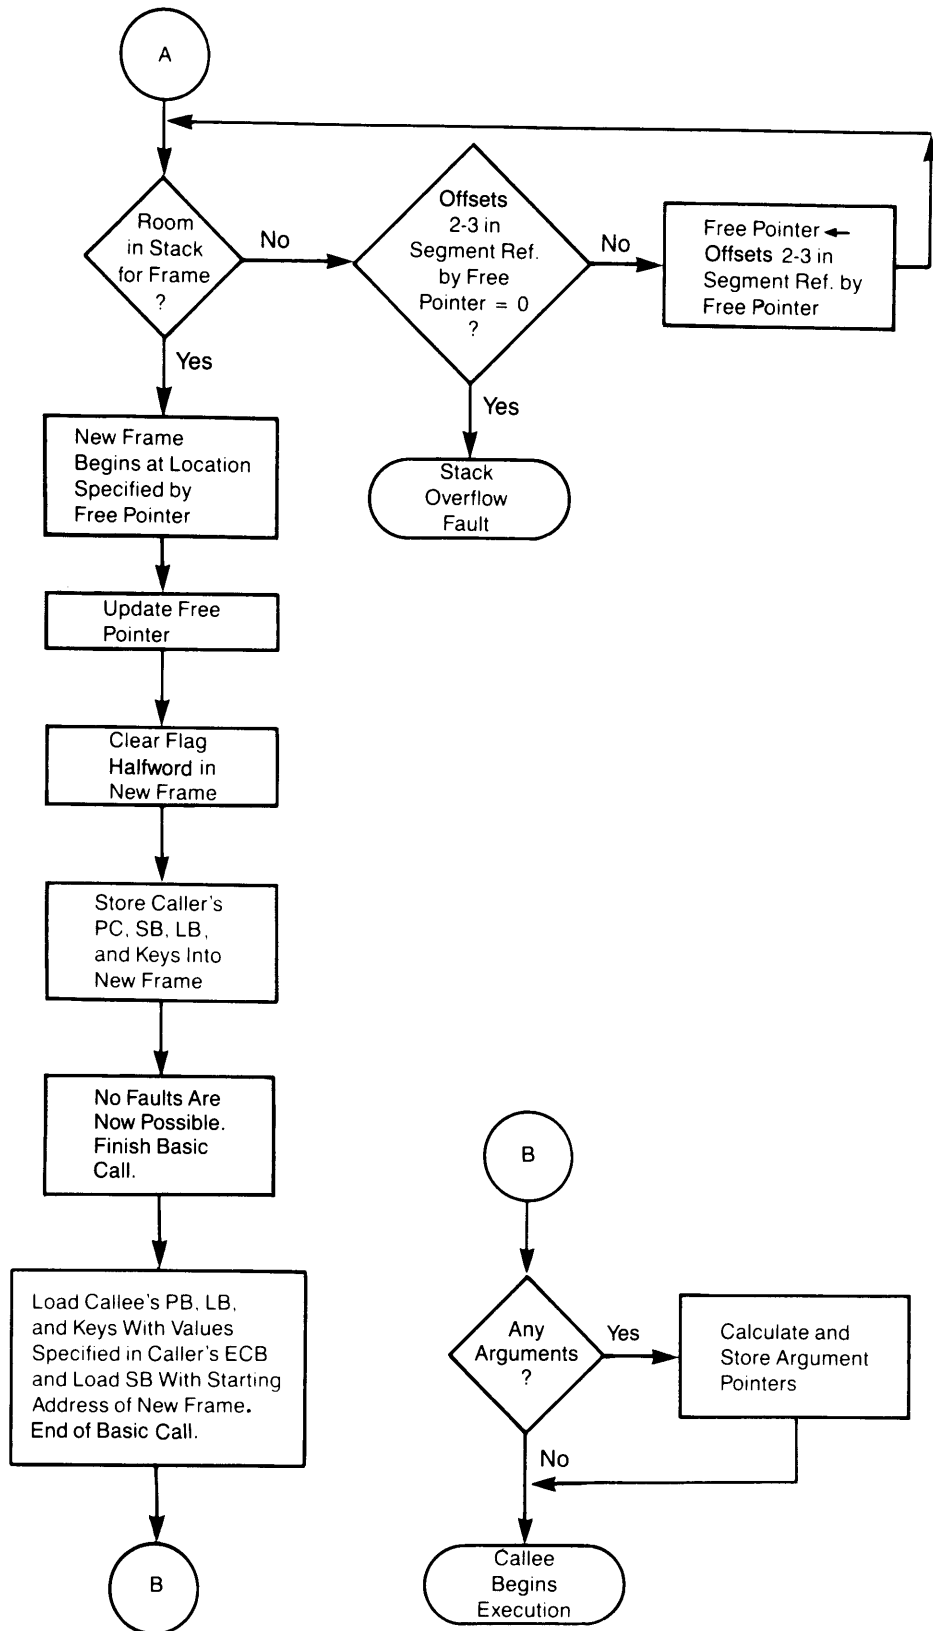 A
Room
in Stack
for Frame
?
No
Yes
Offsets
2-3 in
Segment Ref.
by Free
Pointer = 0
?
No
Yes
Free Pointer ←
Offsets 2-3 in
Segment Ref. by
Free Pointer
Stack
Overflow
Fault
New Frame
Begins at Location
Specified by
Free Pointer
Update Free
Pointer
Clear Flag
Halfword in
New Frame
Store Caller's
PC, SB, LB,
and Keys Into
New Frame
No Faults Are
Now Possible.
Finish Basic
Call.
Load Callee's PB, LB,
and Keys With Values
Specified in Caller's ECB
and Load SB With Starting
Address of New Frame.
End of Basic Call.
B
B
Any
Arguments
?
Yes
No
Calculate and
Store Argument
Pointers
Callee
Begins
Execution